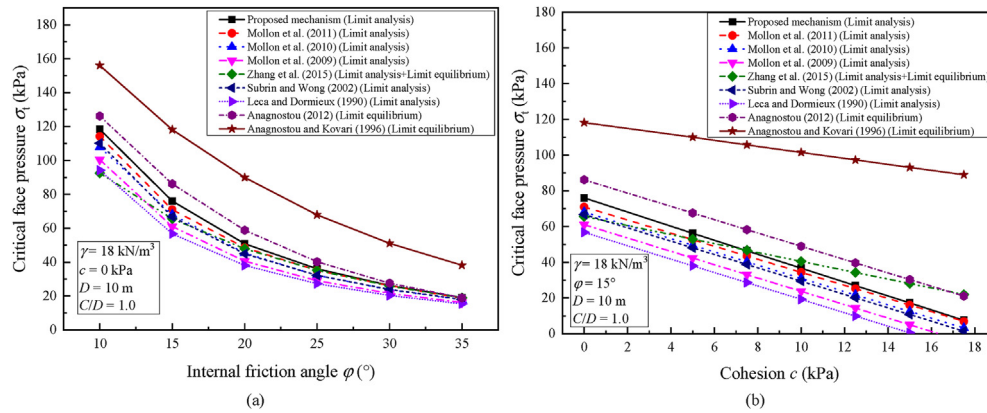 180
160
140
120
100
80
60
40
20
0
Critical face pressure σt (kPa)
Proposed mechanism (Limit analysis)
Mollon et al. (2011) (Limit analysis)
Mollon et al. (2010) (Limit analysis)
Mollon et al. (2009) (Limit analysis)
Zhang et al. (2015) (Limit analysis+Limit equilibrium)
Subrin and Wong (2002) (Limit analysis)
Leca and Dormieux (1990) (Limit analysis)
Anagnostou (2012) (Limit equilibrium)
Anagnostou and Kovari (1996) (Limit equilibrium)
γ = 18 kN/m³
c = 0 kPa
D = 10 m
C/D = 1.0
10 15 20 25 30 35
Internal friction angle φ (°)
(a)
180
160
140
120
100
80
60
40
20
0
Critical face pressure σt (kPa)
Proposed mechanism (Limit analysis)
Mollon et al. (2011) (Limit analysis)
Mollon et al. (2010) (Limit analysis)
Mollon et al. (2009) (Limit analysis)
Zhang et al. (2015) (Limit analysis+Limit equilibrium)
Subrin and Wong (2002) (Limit analysis)
Leca and Dormieux (1990) (Limit analysis)
Anagnostou (2012) (Limit equilibrium)
Anagnostou and Kovari (1996) (Limit equilibrium)
γ= 18 kN/m³
φ = 15°
D = 10 m
C/D = 1.0
0 2 4 6 8 10 12 14 16 18
Cohesion c (kPa)
(b)